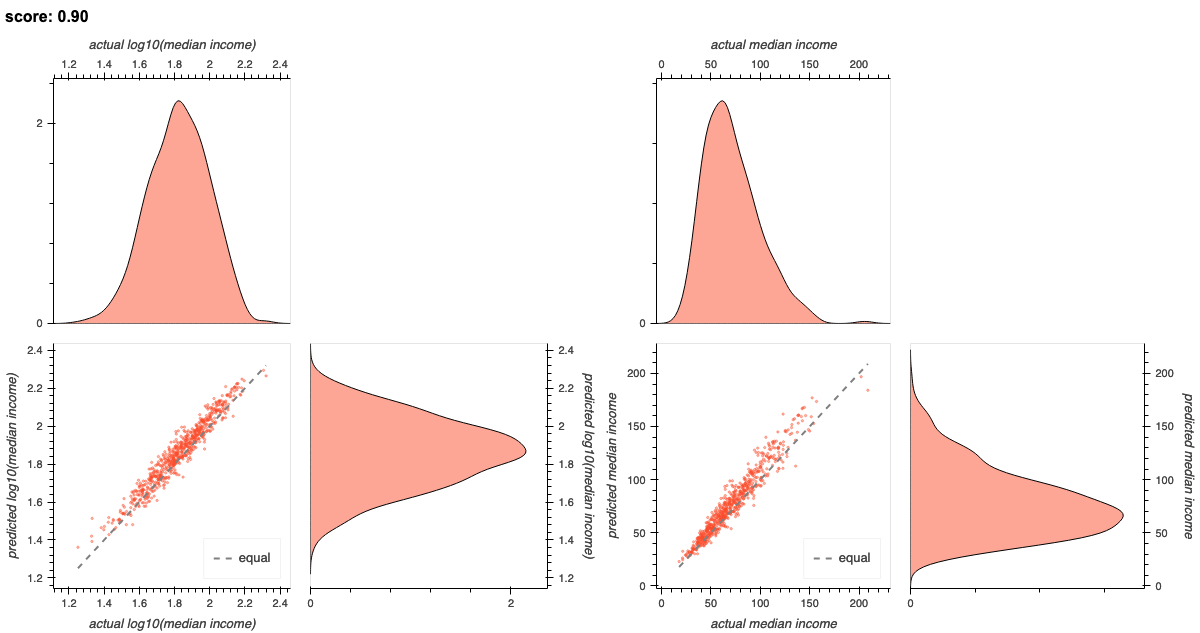 score: 0.90
actual log10(median income)
1.2 1.4 1.6 1.8 2 2.2 2.4
2
0
actual median income
0 50 100 150 200
0
predicted log10(median income)
2.4
2.2
2
1.8
1.6
1.4
1.2
equal
1.2 1.4 1.6 1.8 2 2.2 2.4
actual log10(median income)
0 2
2.4
2.2
2
1.8
1.6
1.4
1.2
predicted log10(median income)
predicted median income
200
150
100
50
0
equal
0 50 100 150 200
actual median income
0
200
150
100
50
0
predicted median income